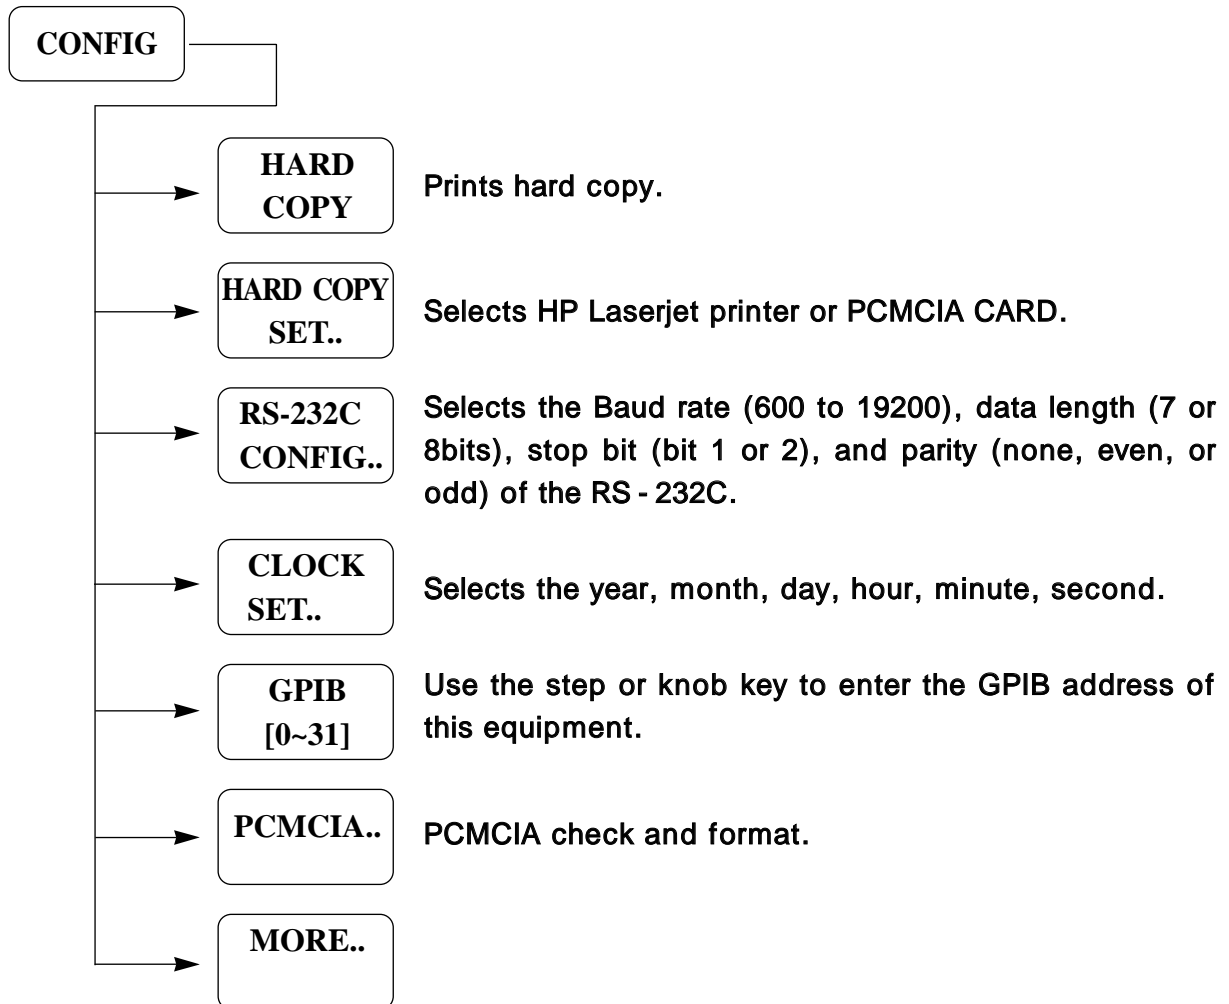 CONFIG
HARD
COPY
Prints hard copy.
HARD COPY
SET..
Selects HP Laserjet printer or PCMCIA CARD.
RS-232C
CONFIG..
Selects the Baud rate (600 to 19200), data length (7 or
8bits), stop bit (bit 1 or 2), and parity (none, even, or
odd) of the RS - 232C.
CLOCK
SET..
Selects the year, month, day, hour, minute, second.
GPIB
[0~31]
Use the step or knob key to enter the GPIB address of
this equipment.
PCMCIA..
PCMCIA check and format.
MORE..